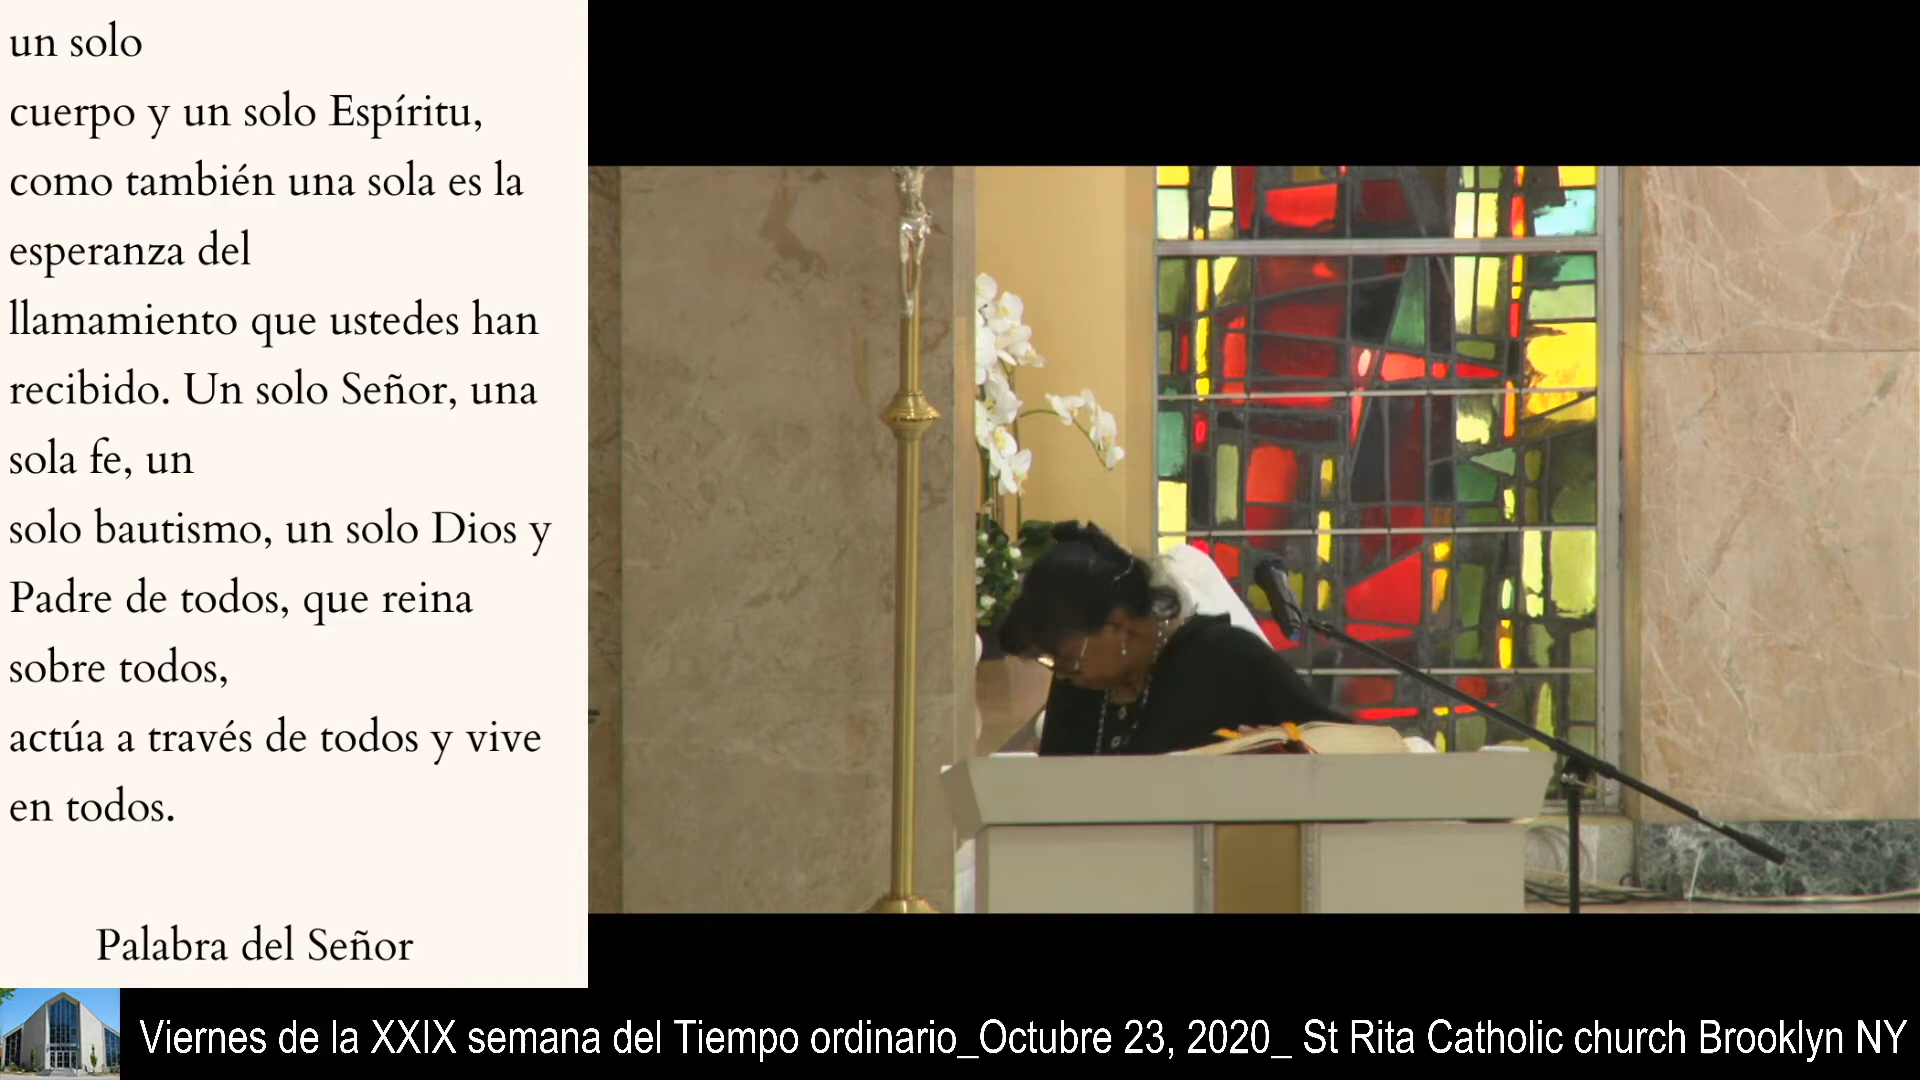 un solo
cuerpo y un solo Espíritu,
como también una sola es la
esperanza del
llamamiento que ustedes han
recibido. Un solo Señor, una
sola fe, un
solo bautismo, un solo Dios y
Padre de todos, que reina
sobre todos,
actúa a través de todos y vive
en todos.
Palabra del Señor
Viernes de la XXIX semana del Tiempo ordinario_Octubre 23, 2020_ St Rita Catholic church Brooklyn NY